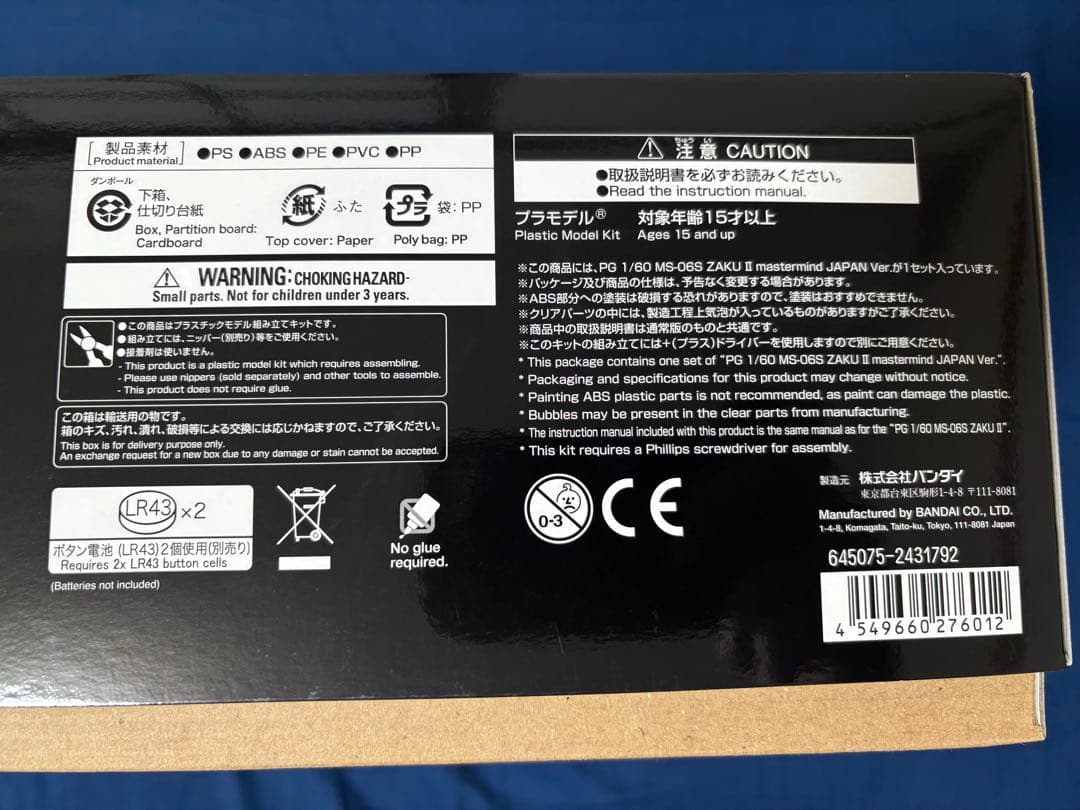 製品素材
Product material
●PS ●ABS ●PE ●PVC ●PP
ダンボール
下箱、
仕切り台紙
Box, Partition board:
Cardboard
紙 ふた
Top cover: Paper
プラ 袋:PP
Poly bag: PP
WARNING: CHOKING HAZARD-
Small parts. Not for children under 3 years.
●この商品はプラスチックモデル組み立てキットです。
●組み立てには、ニッパー(別売り)等をご使用ください。
●接着剤は使いません。
- This product is a plastic model kit which requires assembling.
- Please use nippers (sold separately) and other tools to assemble.
- This product does not require glue.
この箱は輸送用の物です。
箱のキズ、汚れ、潰れ、破損等による交換には応じかねますので、ご了承ください。
This box is for delivery purpose only.
An exchange request for a new box due to any damage or stain cannot be accepted.
LR43 ×2
ボタン電池(LR43)2個使用(別売り)
Requires 2x LR43 button cells
(Batteries not included)
No glue
required.
ちゅう い
注意 CAUTION
●取扱説明書を必ずお読みください。
●Read the instruction manual.
プラモデル® 対象年齢15才以上
Plastic Model Kit Ages 15 and up
※この商品には、PG 1/60 MS-06S ZAKU Ⅱ mastermind JAPAN Ver.が1セット入っています。
※パッケージ及び商品の仕様は、予告なく変更する場合があります。
※ABS部分への塗装は破損する恐れがありますので、塗装はおすすめできません。
※クリアパーツの中には、製造工程上気泡が入っているものがありますがご了承ください。
※商品中の取扱説明書は通常版のものと共通です。
※このキットの組み立てには+(プラス)ドライバーを使用しますので別にご用意ください。
* This package contains one set of “PG 1/60 MS-06S ZAKU Ⅱ mastermind JAPAN Ver.”.
* Packaging and specifications for this product may change without notice.
* Painting ABS plastic parts is not recommended, as paint can damage the plastic.
* Bubbles may be present in the clear parts from manufacturing.
* The instruction manual included with this product is the same manual as for the “PG 1/60 MS-06S ZAKU Ⅱ”.
* This kit requires a Phillips screwdriver for assembly.
0-3
CE
製造元 株式会社バンダイ
東京都台東区駒形1-4-8 〒111-8081
Manufactured by BANDAI CO., LTD.
1-4-8, Komagata, Taito-ku, Tokyo, 111-8081 Japan
645075-2431792
4 549660 276012